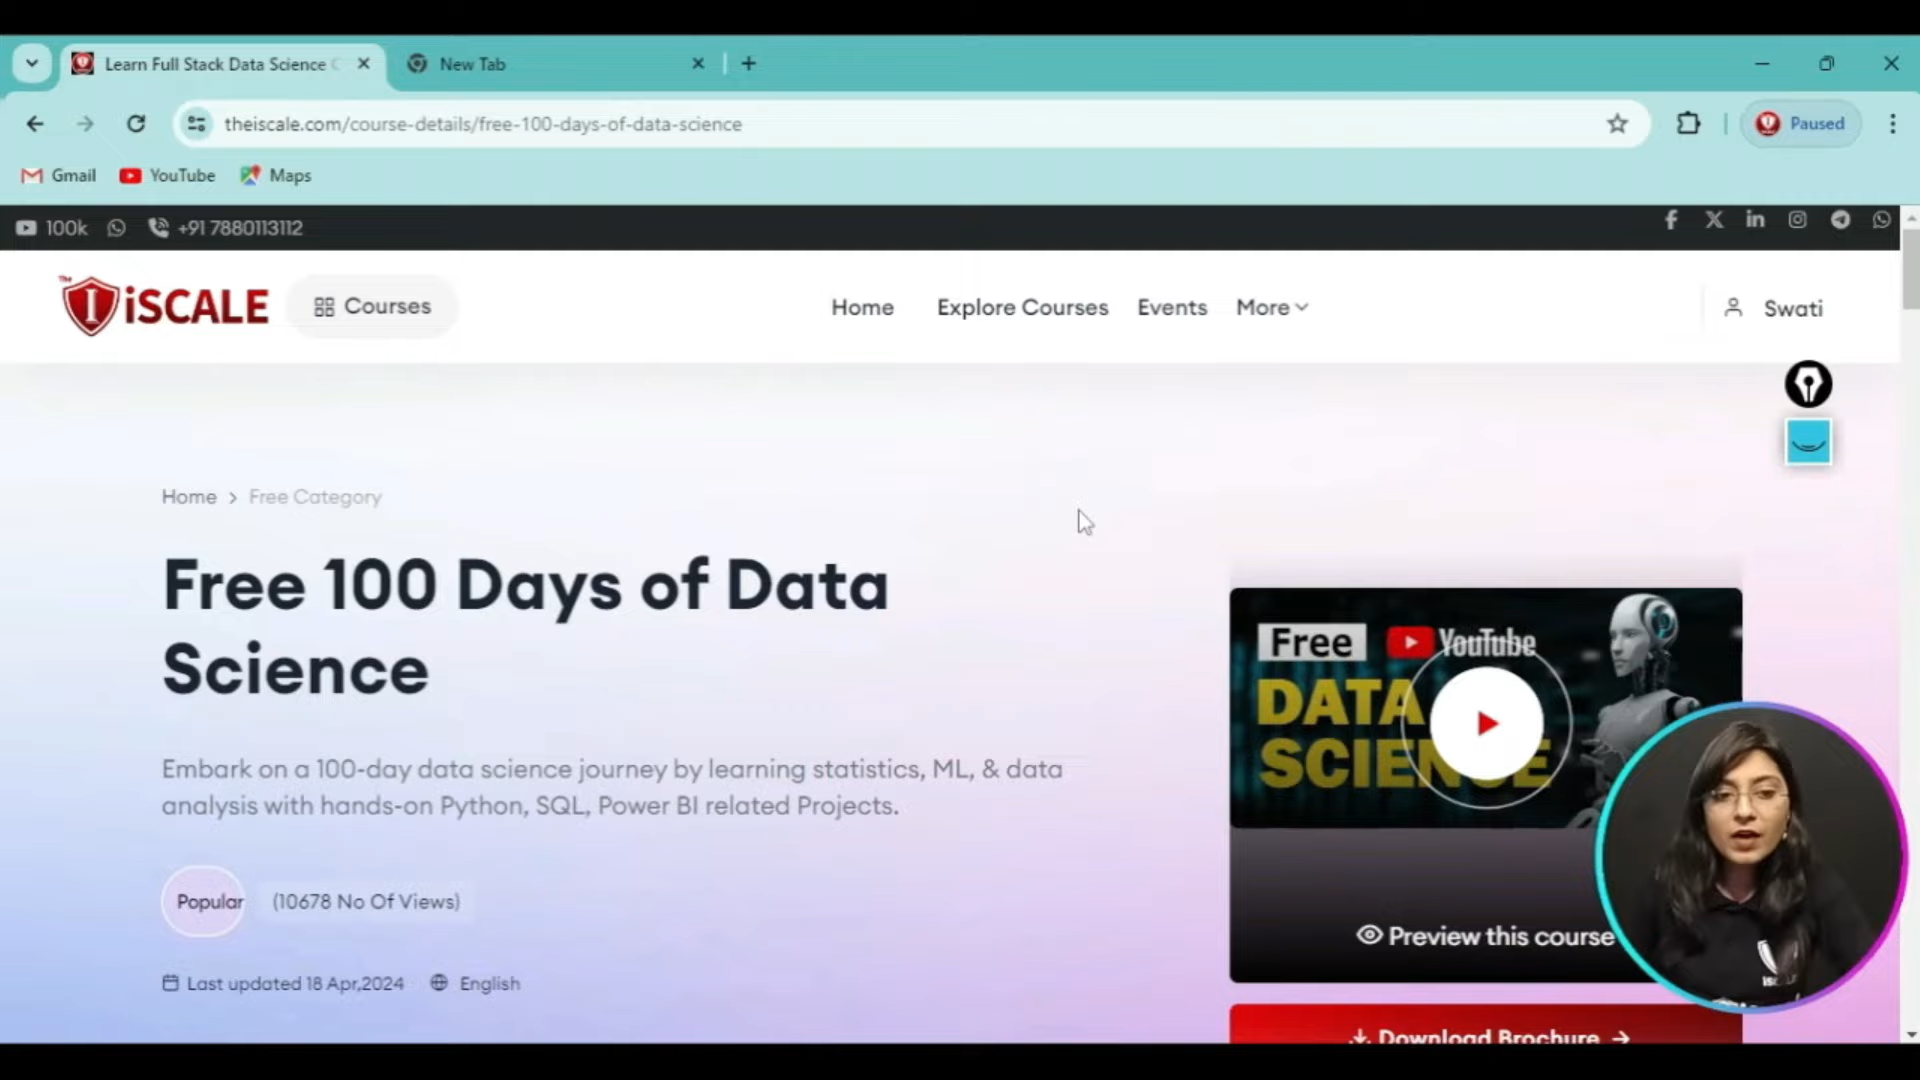 Learn Full Stack Data Science
New Tab
theiscale.com/course-details/free-100-days-of-data-science
Paused
Gmail
YouTube
Maps
100k
+91 7880113112
The
iSCALE
Courses
Home
Explore Courses
Events
More
Swati
Home > Free Category
Free 100 Days of Data
Science
Embark on a 100-day data science journey by learning statistics, ML, & data
analysis with hands-on Python, SQL, Power BI related Projects.
Popular
(10678 No Of Views)
Last updated 18 Apr,2024
English
Free
YouTube
DATA
SCIENCE
Preview this course
Download Brochure